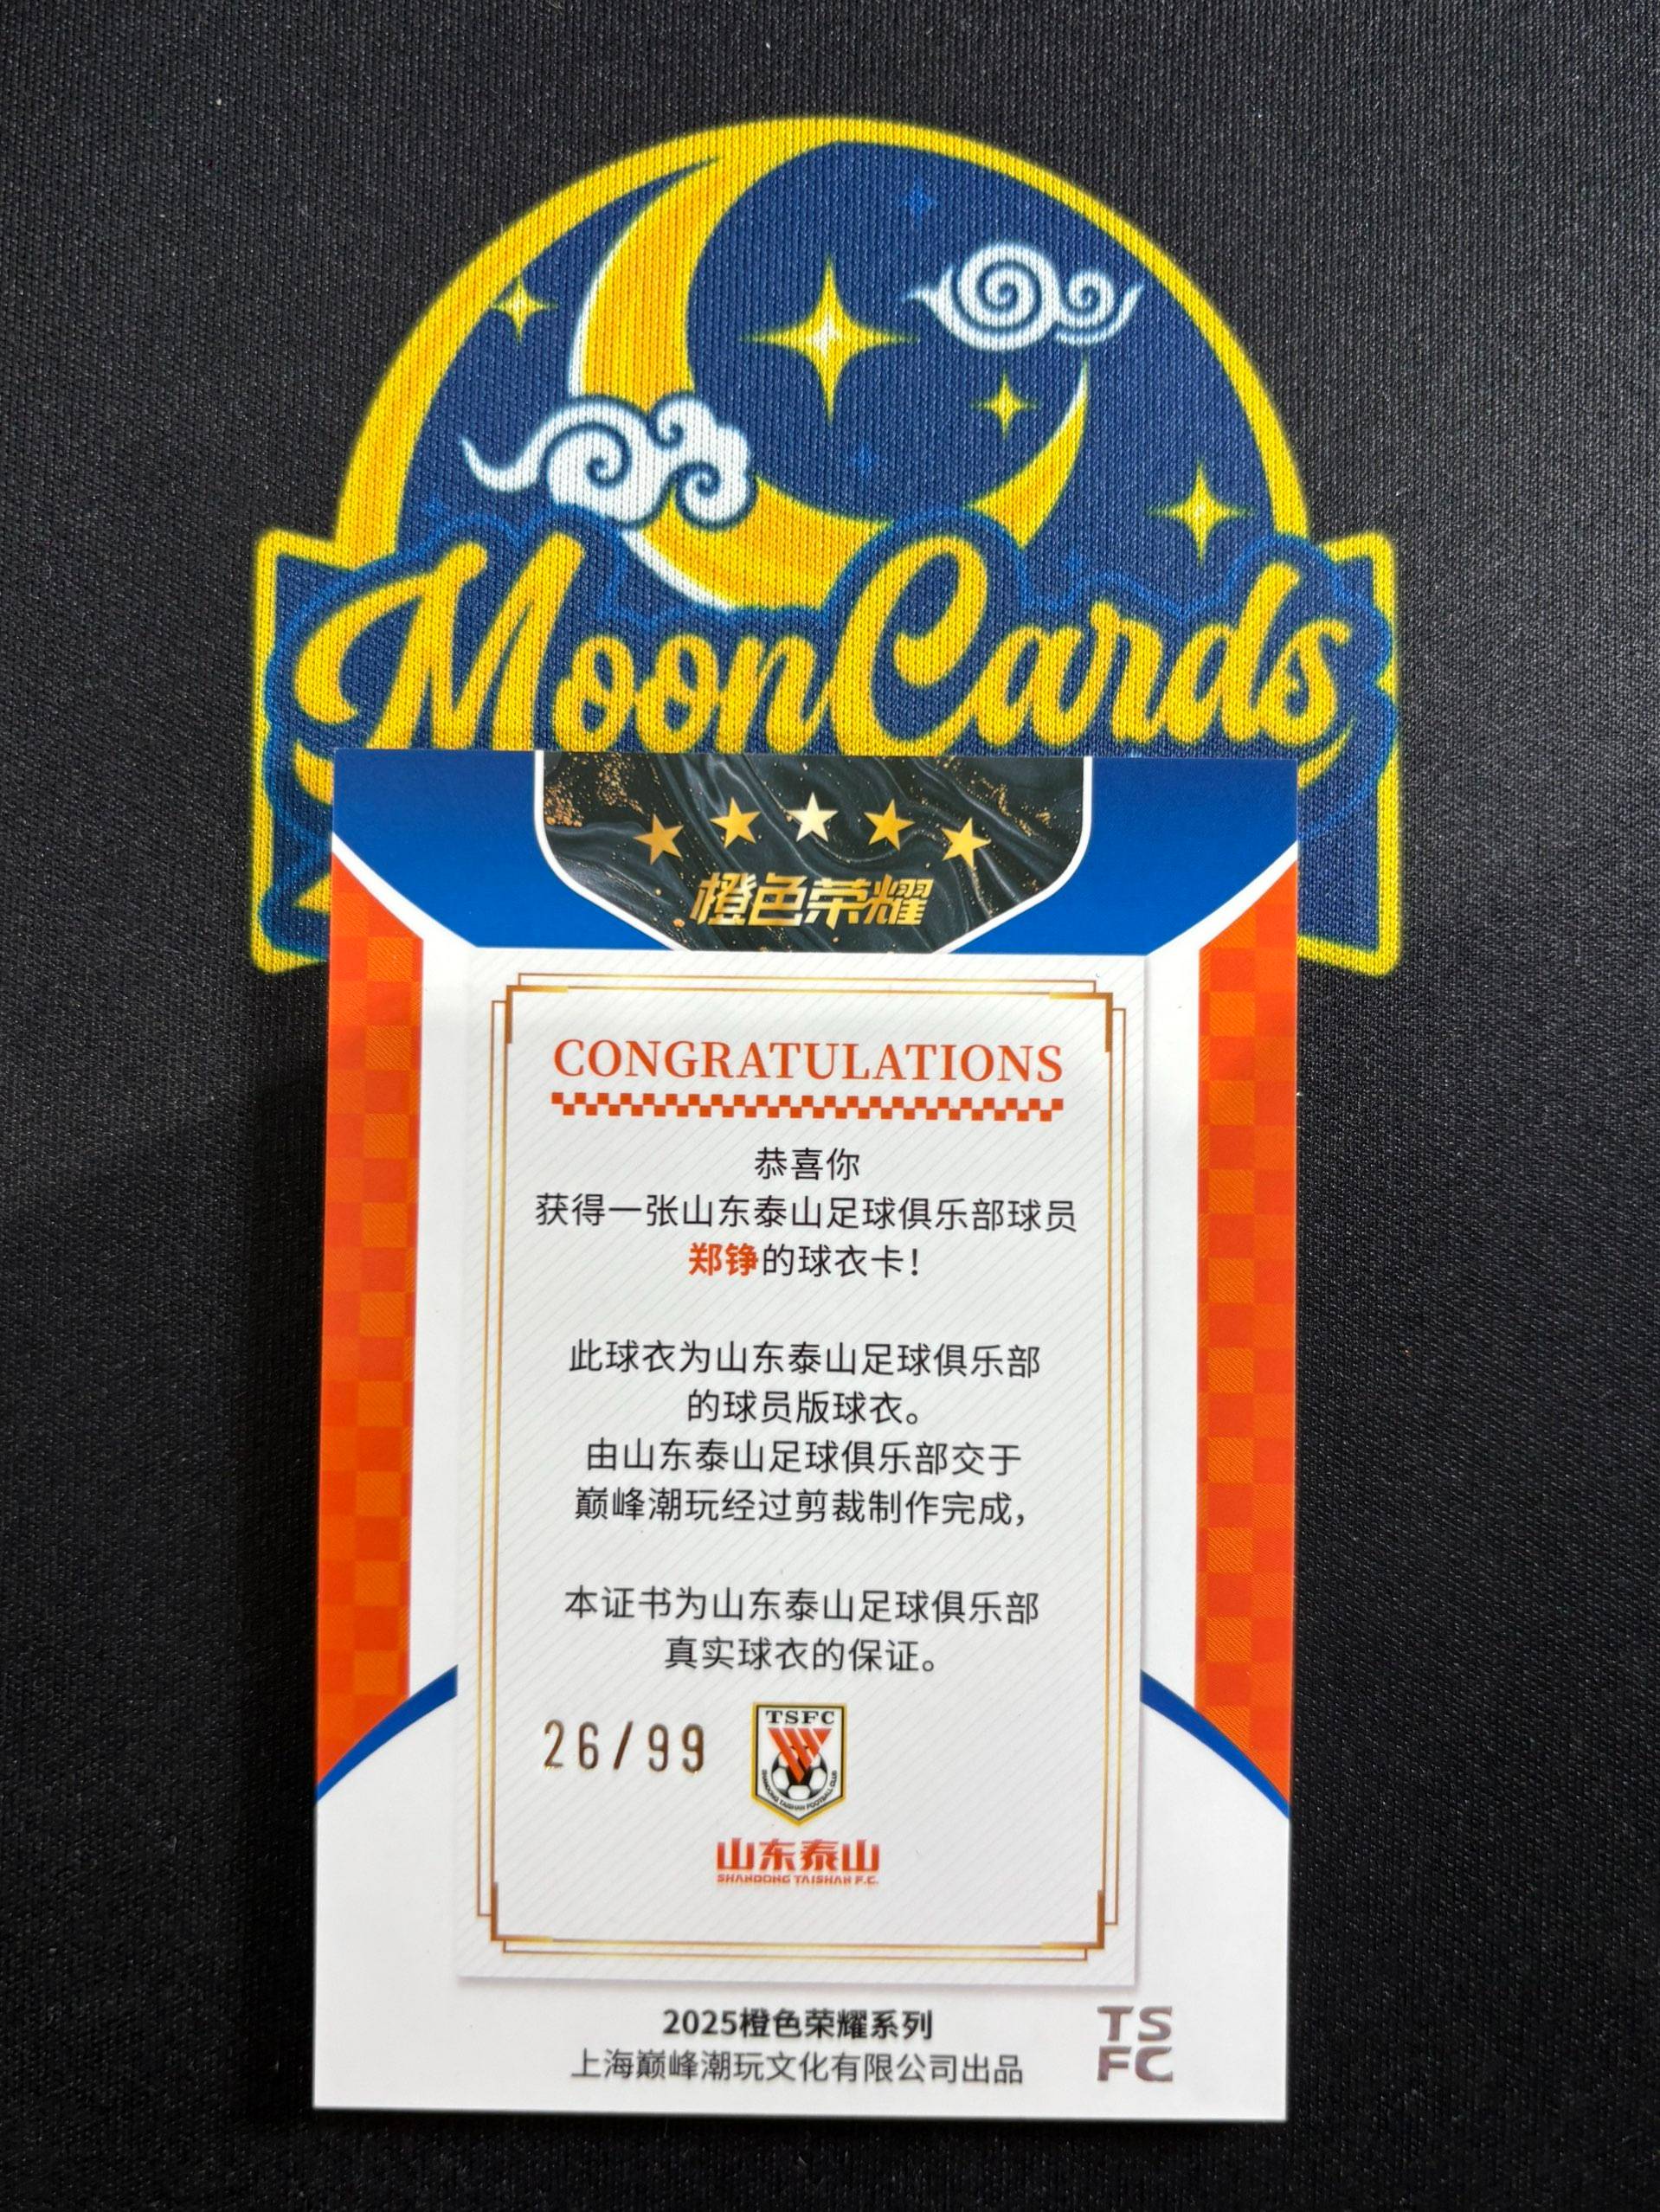 MoonCards
橙色荣耀
CONGRATULATIONS
恭喜你
获得一张山东泰山足球俱乐部球员
郑铮的球衣卡！
此球衣为山东泰山足球俱乐部
的球员版球衣。
由山东泰山足球俱乐部交于
巅峰潮玩经过剪裁制作完成，
本证书为山东泰山足球俱乐部
真实球衣的保证。
26/99
TSFC
SHANDONG TAISHAN FOOTBALL CLUB
山东泰山
SHANDONG TAISHAN F.C.
2025橙色荣耀系列
上海巅峰潮玩文化有限公司出品
TS
FC